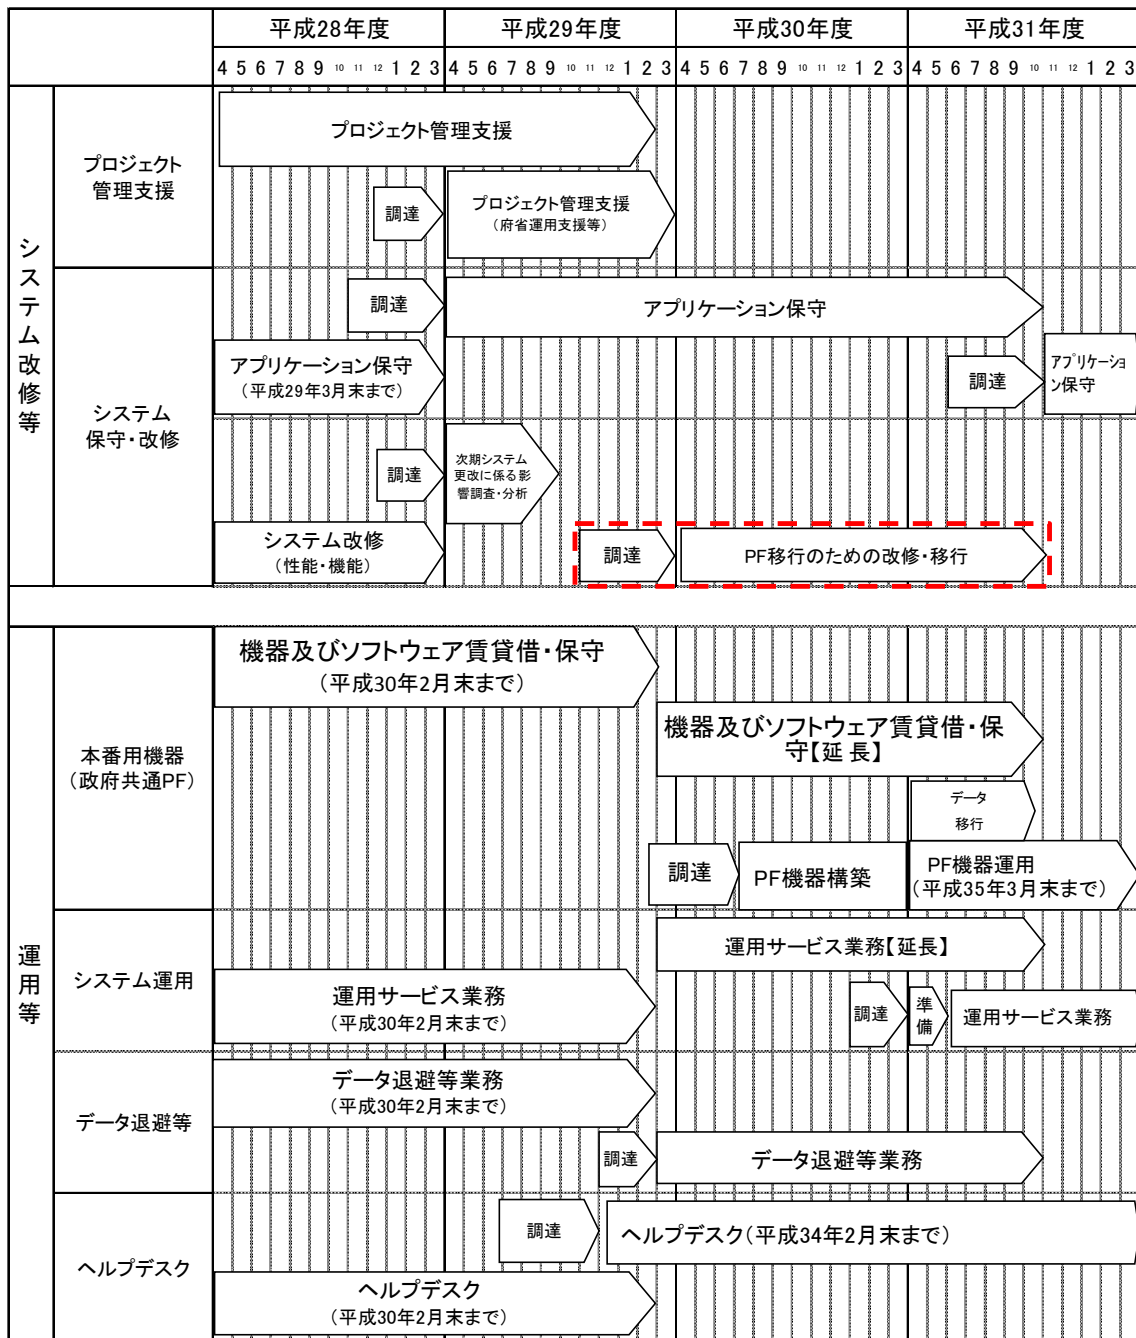 平成28年度 平成29年度 平成30年度 平成31年度
4 5 6 7 8 9 10 11 12 1 2 3 4 5 6 7 8 9 10 11 12 1 2 3 4 5 6 7 8 9 10 11 12 1 2 3 4 5 6 7 8 9 10 11 12 1 2 3
システム改修等
プロジェクト
管理支援
プロジェクト管理支援
調達
プロジェクト管理支援
(府省運用支援等)
システム
保守・改修
調達
アプリケーション保守
アプリケーション保守
(平成29年3月末まで)
調達
アプリケーショ
ン保守
調達
次期システム
更改に係る影
響調査・分析
システム改修
(性能・機能)
調達
PF移行のための改修・移行
運用等
本番用機器
(政府共通PF)
機器及びソフトウェア賃貸借・保守
(平成30年2月末まで)
機器及びソフトウェア賃貸借・保
守【延長】
データ
移行
調達
PF機器構築
PF機器運用
(平成35年3月末まで)
システム運用
運用サービス業務【延長】
運用サービス業務
(平成30年2月末まで)
調達
準備
運用サービス業務
データ退避等
データ退避等業務
(平成30年2月末まで)
調達
データ退避等業務
ヘルプデスク
調達
ヘルプデスク(平成34年2月末まで)
ヘルプデスク
(平成30年2月末まで)